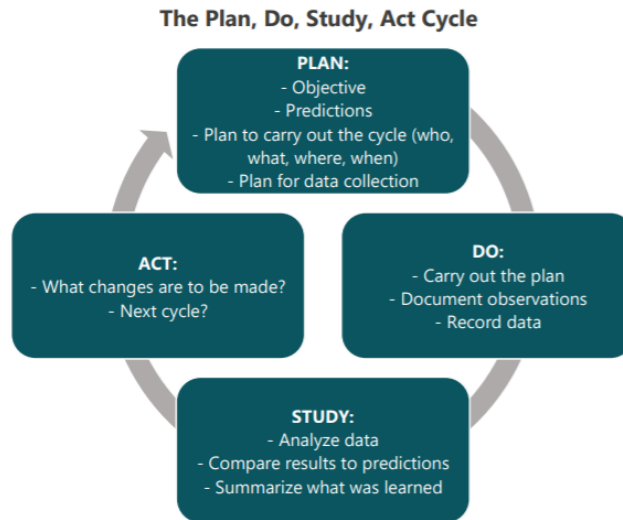 The Plan, Do, Study, Act Cycle
PLAN:
- Objective
- Predictions
- Plan to carry out the cycle (who,
what, where, when)
- Plan for data collection
DO:
- Carry out the plan
- Document observations
- Record data
STUDY:
- Analyze data
- Compare results to predictions
- Summarize what was learned
ACT:
- What changes are to be made?
- Next cycle?